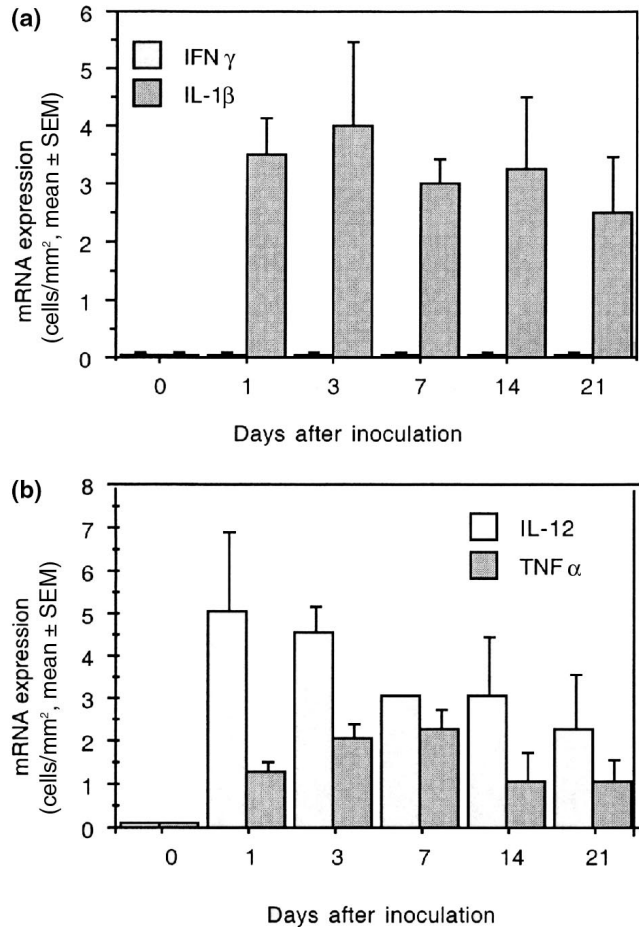 (a)
6
5
4
3
2
1
0
mRNA expression
(cells/mm², mean ± SEM)
IFN γ
IL-1β
0 1 3 7 14 21
Days after inoculation
(b)
8
7
6
5
4
3
2
1
0
mRNA expression
(cells/mm², mean ± SEM)
IL-12
TNF α
0 1 3 7 14 21
Days after inoculation